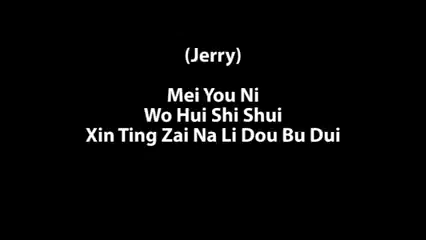 (Jerry)
Mei You Ni
Wo Hui Shi Shui
Xin Ting Zai Na Li Dou Bu Dui